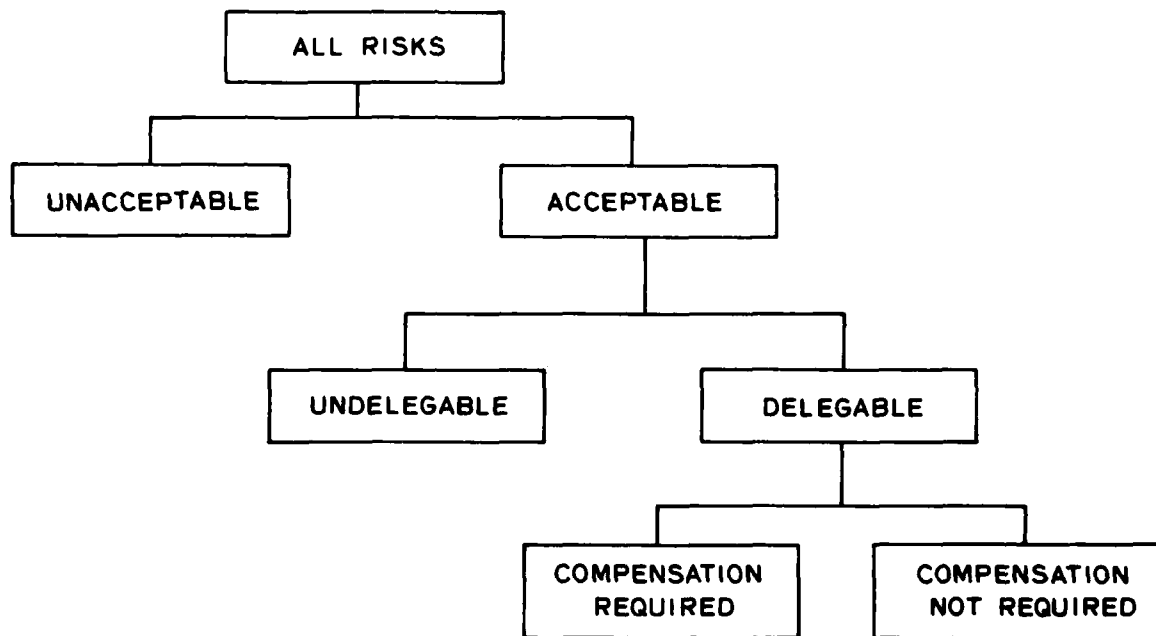 ALL RISKS
UNACCEPTABLE
ACCEPTABLE
UNDELEGABLE
DELEGABLE
COMPENSATION
REQUIRED
COMPENSATION
NOT REQUIRED